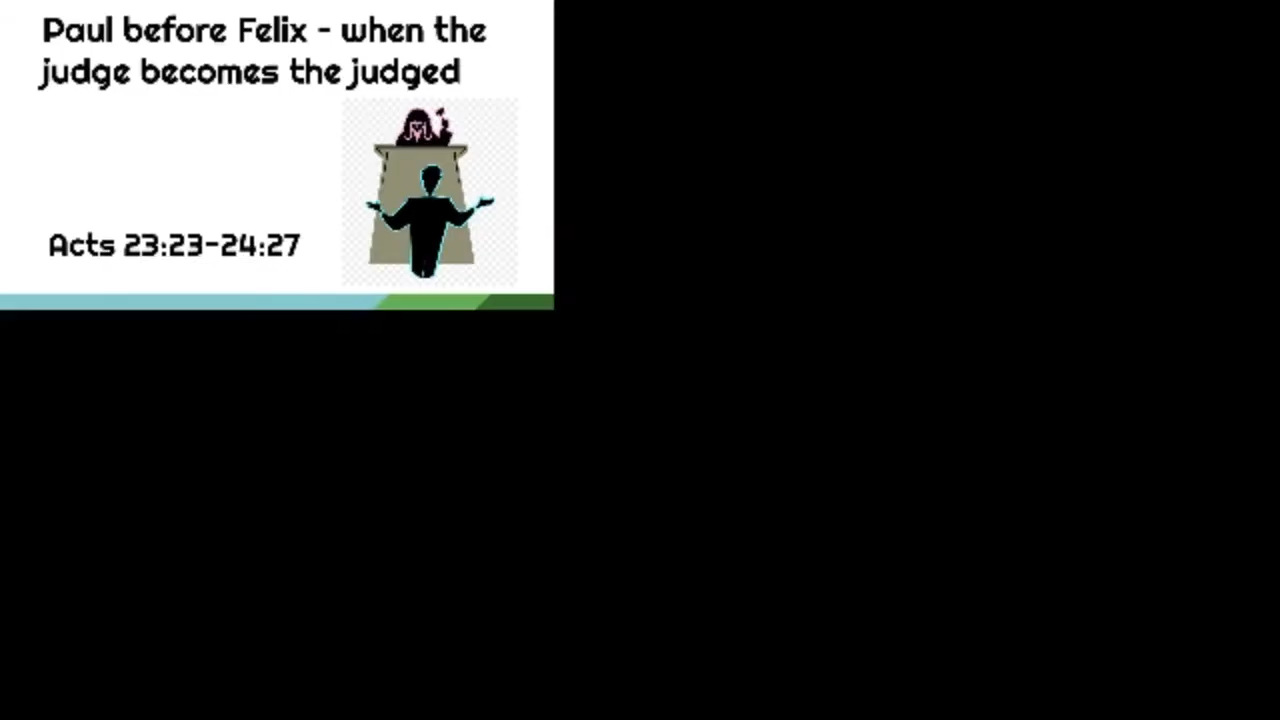 Paul before Felix - when the
judge becomes the judged
Acts 23:23-24:27